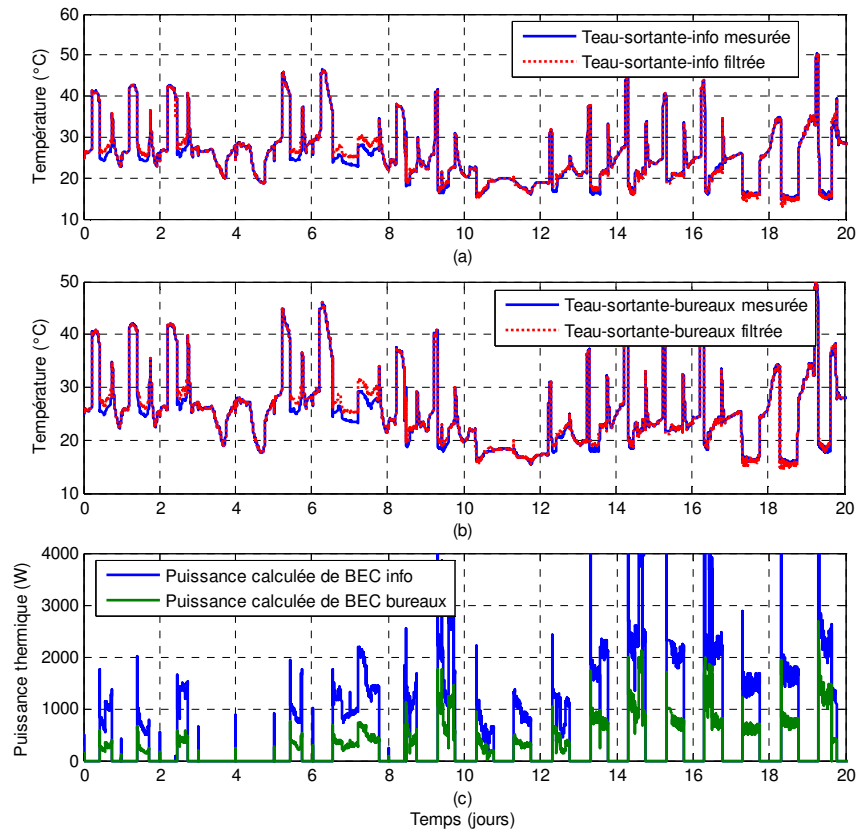 60
50
40
30
20
10
Température (°C)
Teau-sortante-info mesurée
Teau-sortante-info filtrée
0 2 4 6 8 10 12 14 16 18 20
(a)
50
40
30
20
10
Température (°C)
Teau-sortante-bureaux mesurée
Teau-sortante-bureaux filtrée
0 2 4 6 8 10 12 14 16 18 20
(b)
4000
3000
2000
1000
0
Puissance thermique (W)
Puissance calculée de BEC info
Puissance calculée de BEC bureaux
0 2 4 6 8 10 12 14 16 18 20
(c)
Temps (jours)